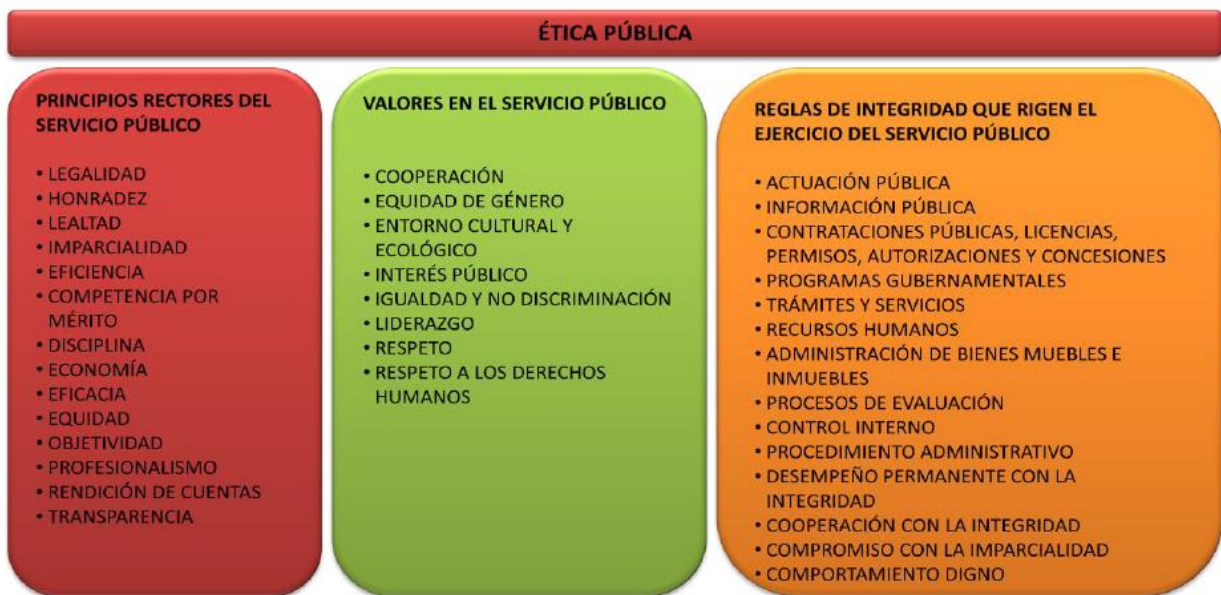 ÉTICA PÚBLICA
PRINCIPIOS RECTORES DEL
SERVICIO PÚBLICO
• LEGALIDAD
• HONRADEZ
• LEALTAD
• IMPARCIALIDAD
• EFICIENCIA
• COMPETENCIA POR
MÉRITO
• DISCIPLINA
• ECONOMÍA
• EFICACIA
• EQUIDAD
• OBJETIVIDAD
• PROFESIONALISMO
• RENDICIÓN DE CUENTAS
• TRANSPARENCIA
VALORES EN EL SERVICIO PÚBLICO
• COOPERACIÓN
• EQUIDAD DE GÉNERO
• ENTORNO CULTURAL Y
ECOLÓGICO
• INTERÉS PÚBLICO
• IGUALDAD Y NO DISCRIMINACIÓN
• LIDERAZGO
• RESPETO
• RESPETO A LOS DERECHOS
HUMANOS
REGLAS DE INTEGRIDAD QUE RIGEN EL
EJERCICIO DEL SERVICIO PÚBLICO
• ACTUACIÓN PÚBLICA
• INFORMACIÓN PÚBLICA
• CONTRATACIONES PÚBLICAS, LICENCIAS,
PERMISOS, AUTORIZACIONES Y CONCESIONES
• PROGRAMAS GUBERNAMENTALES
• TRÁMITES Y SERVICIOS
• RECURSOS HUMANOS
• ADMINISTRACIÓN DE BIENES MUEBLES E
INMUEBLES
• PROCESOS DE EVALUACIÓN
• CONTROL INTERNO
• PROCEDIMIENTO ADMINISTRATIVO
• DESEMPEÑO PERMANENTE CON LA
INTEGRIDAD
• COOPERACIÓN CON LA INTEGRIDAD
• COMPROMISO CON LA IMPARCIALIDAD
• COMPORTAMIENTO DIGNO